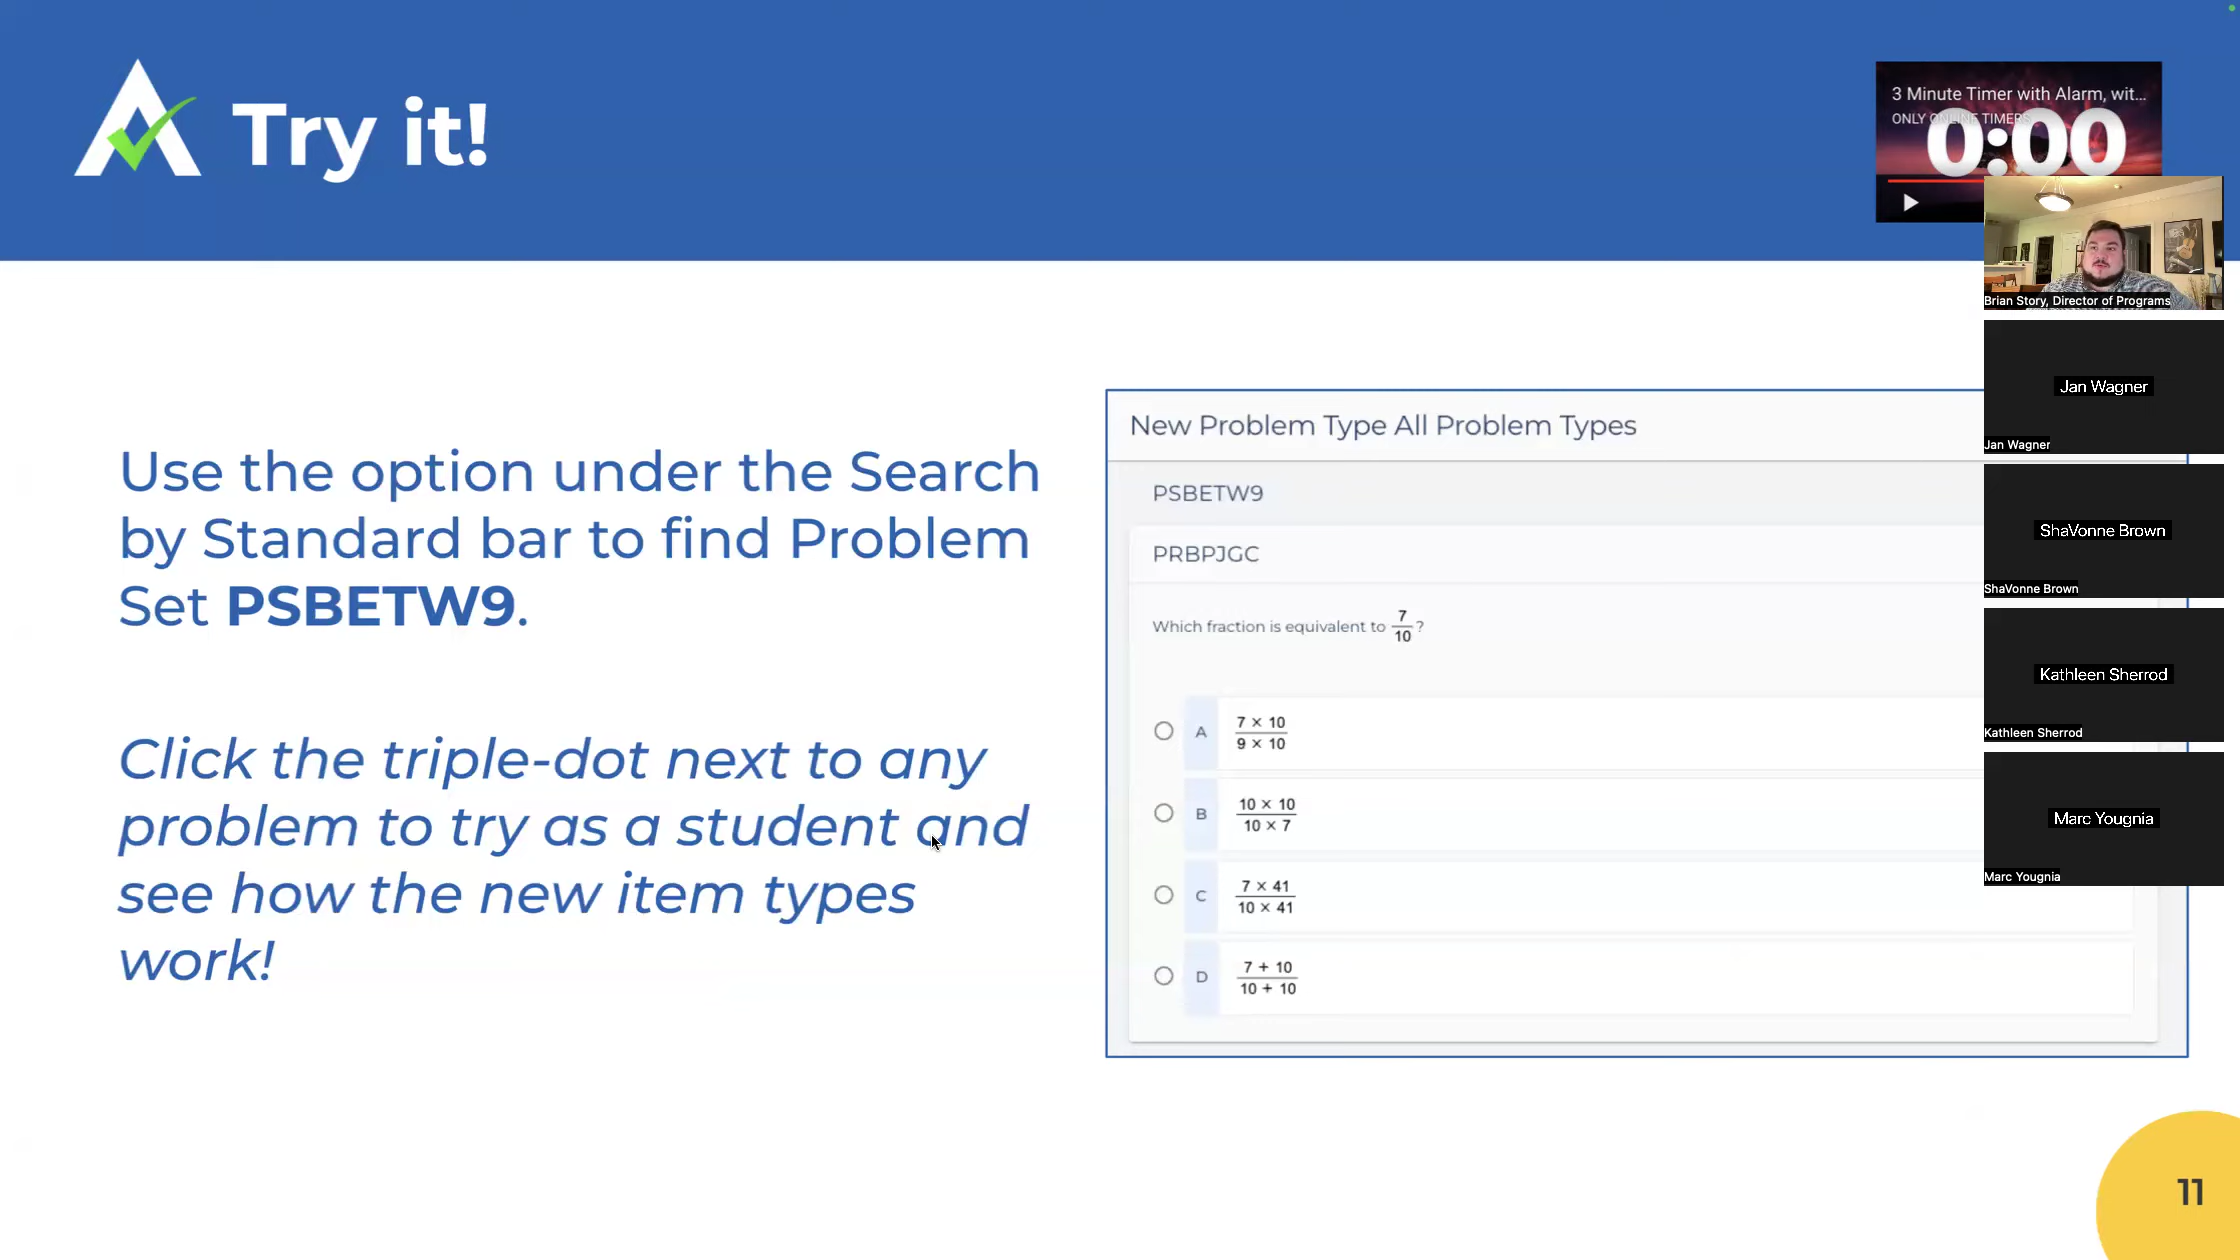 Try it!
3 Minute Timer with Alarm, wit...
ONLY ONLINE TIMERS
0:00
Brian Story, Director of Programs
Jan Wagner
Jan Wagner
ShaVonne Brown
ShaVonne Brown
Kathleen Sherrod
Kathleen Sherrod
Marc Yougnia
Marc Yougnia
Use the option under the Search
by Standard bar to find Problem
Set PSBETW9.
Click the triple-dot next to any
problem to try as a student and
see how the new item types
work!
New Problem Type All Problem Types
PSBETW9
PRBPJGC
Which fraction is equivalent to 7/10?
A
7 × 10
9 × 10
B
10 × 10
10 × 7
C
7 × 41
10 × 41
D
7 + 10
10 + 10
11